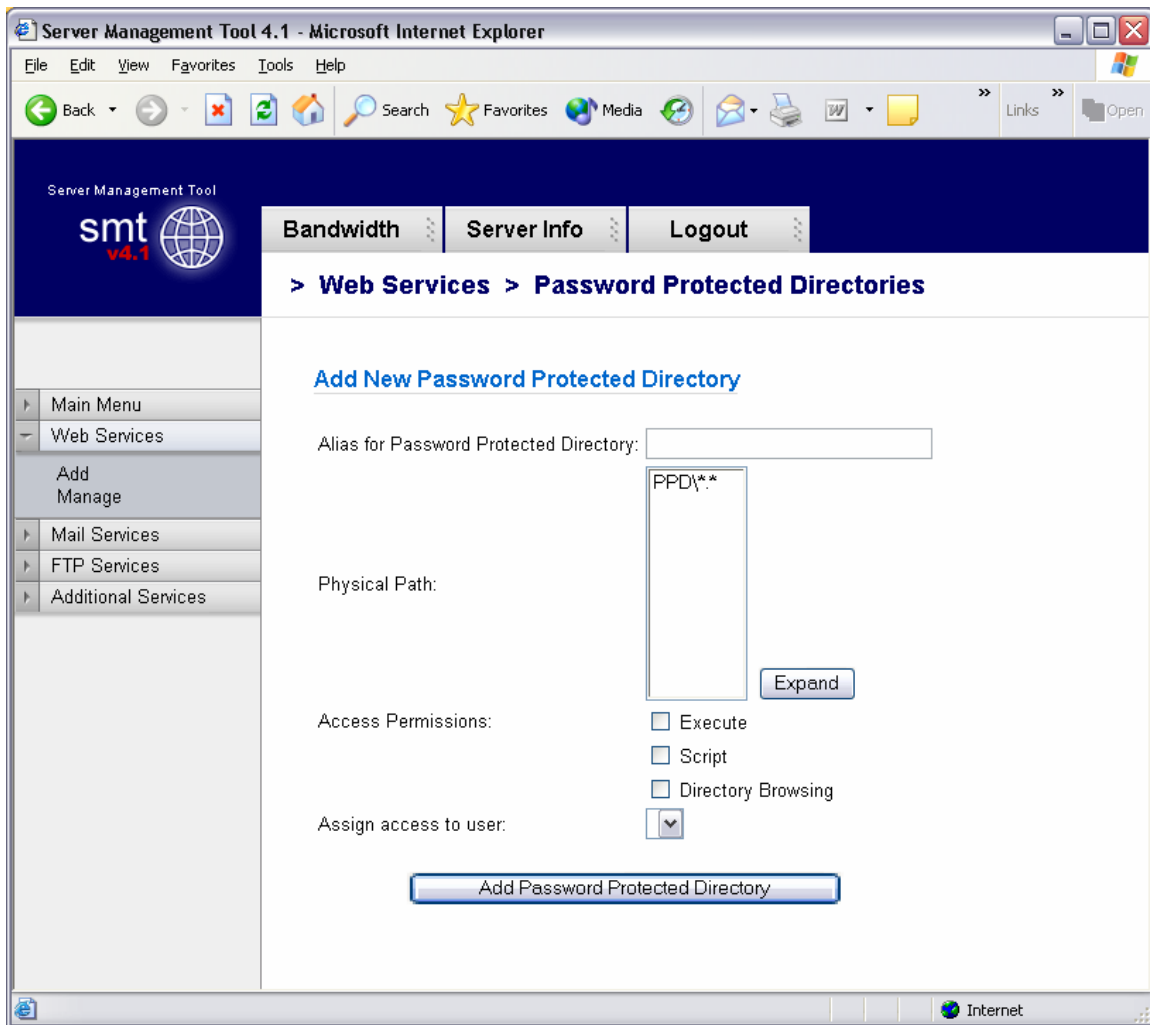 Server Management Tool 4.1 - Microsoft Internet Explorer
File Edit View Favorites Tools Help
Back Search Favorites Media » Links » Open
Server Management Tool
smt
v4.1
Bandwidth Server Info Logout
> Web Services > Password Protected Directories
Add New Password Protected Directory
Main Menu
Web Services
Add
Manage
Mail Services
FTP Services
Additional Services
Alias for Password Protected Directory:
PPD\*.*
Physical Path:
Expand
Access Permissions:
Execute
Script
Directory Browsing
Assign access to user:
Add Password Protected Directory
Internet